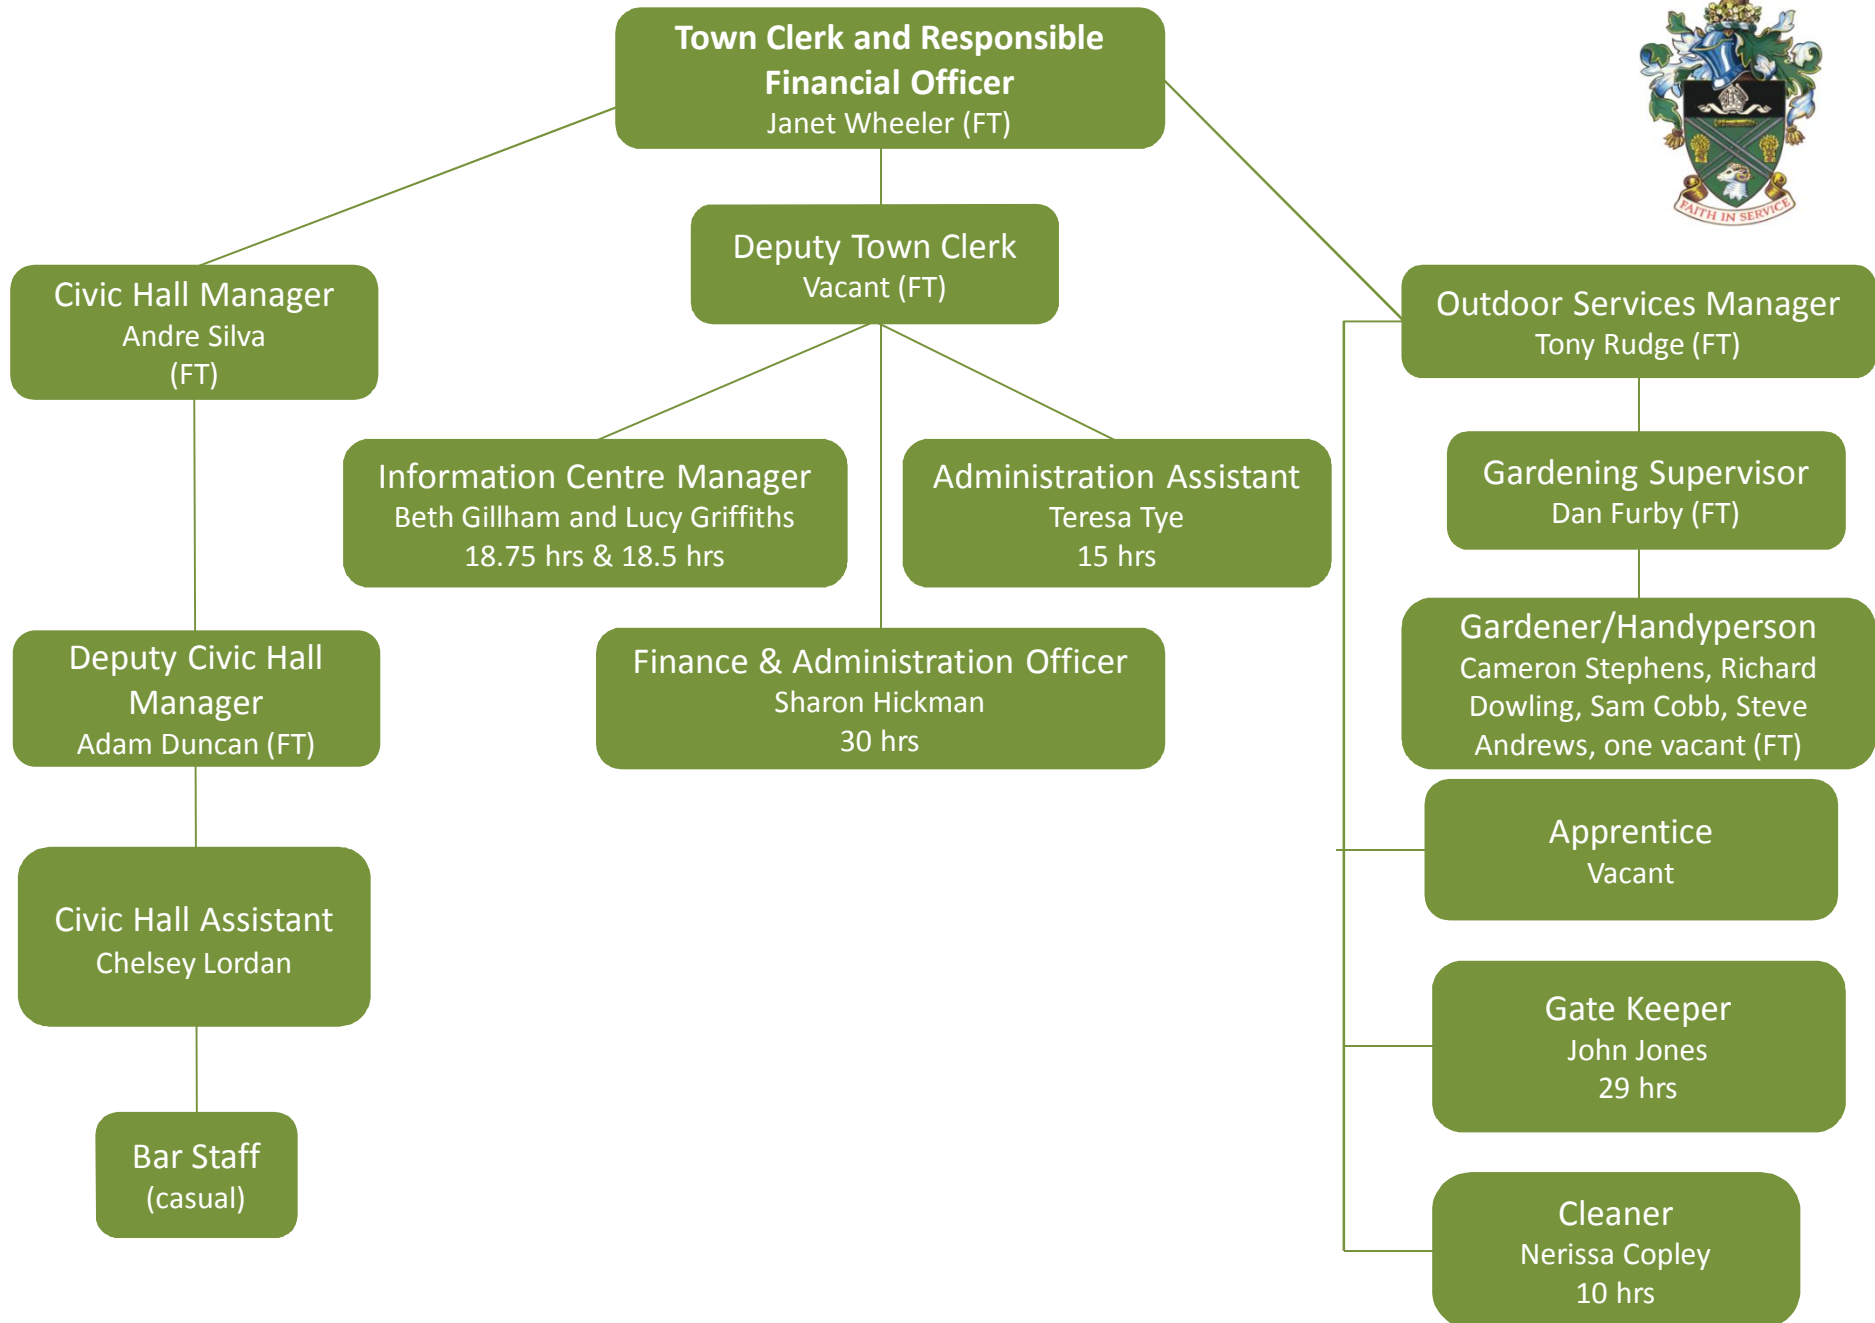 Town Clerk and Responsible
Financial Officer
Janet Wheeler (FT)
FAITH IN SERVICE
Deputy Town Clerk
Vacant (FT)
Civic Hall Manager
Andre Silva
(FT)
Outdoor Services Manager
Tony Rudge (FT)
Information Centre Manager
Beth Gillham and Lucy Griffiths
18.75 hrs & 18.5 hrs
Administration Assistant
Teresa Tye
15 hrs
Gardening Supervisor
Dan Furby (FT)
Deputy Civic Hall
Manager
Adam Duncan (FT)
Finance & Administration Officer
Sharon Hickman
30 hrs
Gardener/Handyperson
Cameron Stephens, Richard
Dowling, Sam Cobb, Steve
Andrews, one vacant (FT)
Apprentice
Vacant
Civic Hall Assistant
Chelsey Lordan
Gate Keeper
John Jones
29 hrs
Bar Staff
(casual)
Cleaner
Nerissa Copley
10 hrs